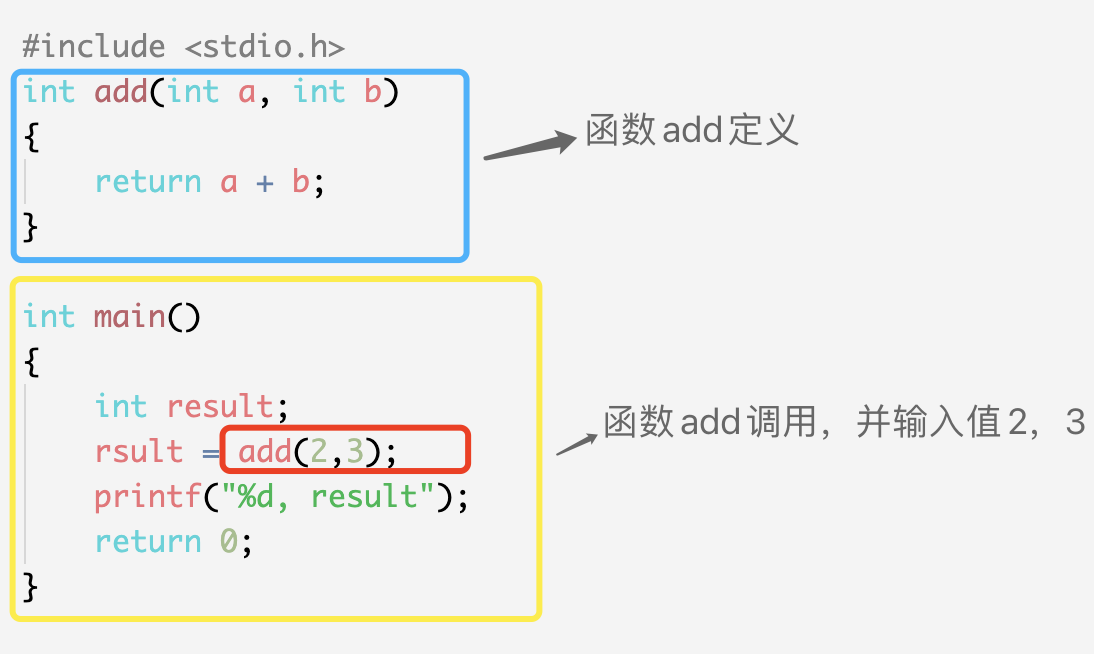 #include <stdio.h>
int add(int a, int b)
{
    return a + b;
}
函数add定义
int main()
{
    int result;
    rsult = add(2,3);
    printf("%d, result");
    return 0;
}
函数add调用，并输入值2，3